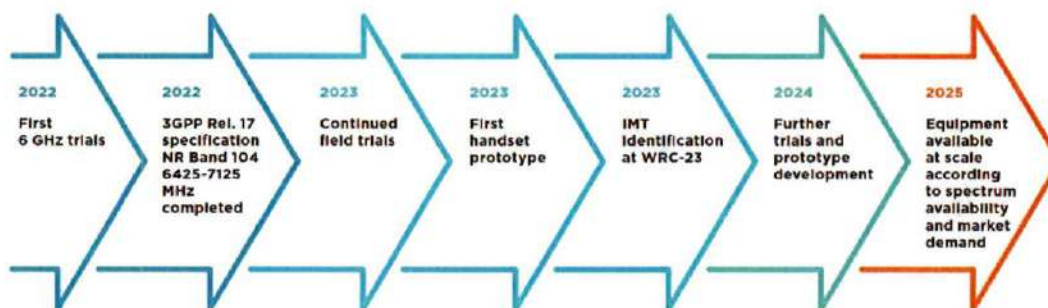 2022
First
6 GHz trials
2022
3GPP Rel. 17
specification
NR Band 104
6425-7125
MHz
completed
2023
Continued
field trials
2023
First
handset
prototype
2023
IMT
identification
at WRC-23
2024
Further
trials and
prototype
development
2025
Equipment
available
at scale
according
to spectrum
availability
and market
demand